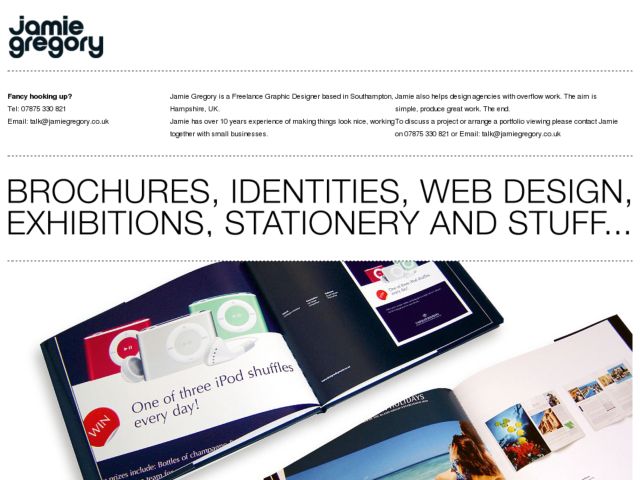 jamie
gregory
Fancy hooking up?
Tel: 07875 330 821
Email: talk@jamiegregory.co.uk
Jamie Gregory is a Freelance Graphic Designer based in Southampton,
Hampshire, UK.
Jamie has over 10 years experience of making things look nice, working
together with small businesses.
Jamie also helps design agencies with overflow work. The aim is
simple, produce great work. The end.
To discuss a project or arrange a portfolio viewing please contact Jamie
on 07875 330 821 or Email: talk@jamiegregory.co.uk
BROCHURES, IDENTITIES, WEB DESIGN,
EXHIBITIONS, STATIONERY AND STUFF...
One of three iPod shuffles
every day!
WIN
prizes include: Bottles of champagne,
One of three iPod shuffles
every day!
HOLIDAYS